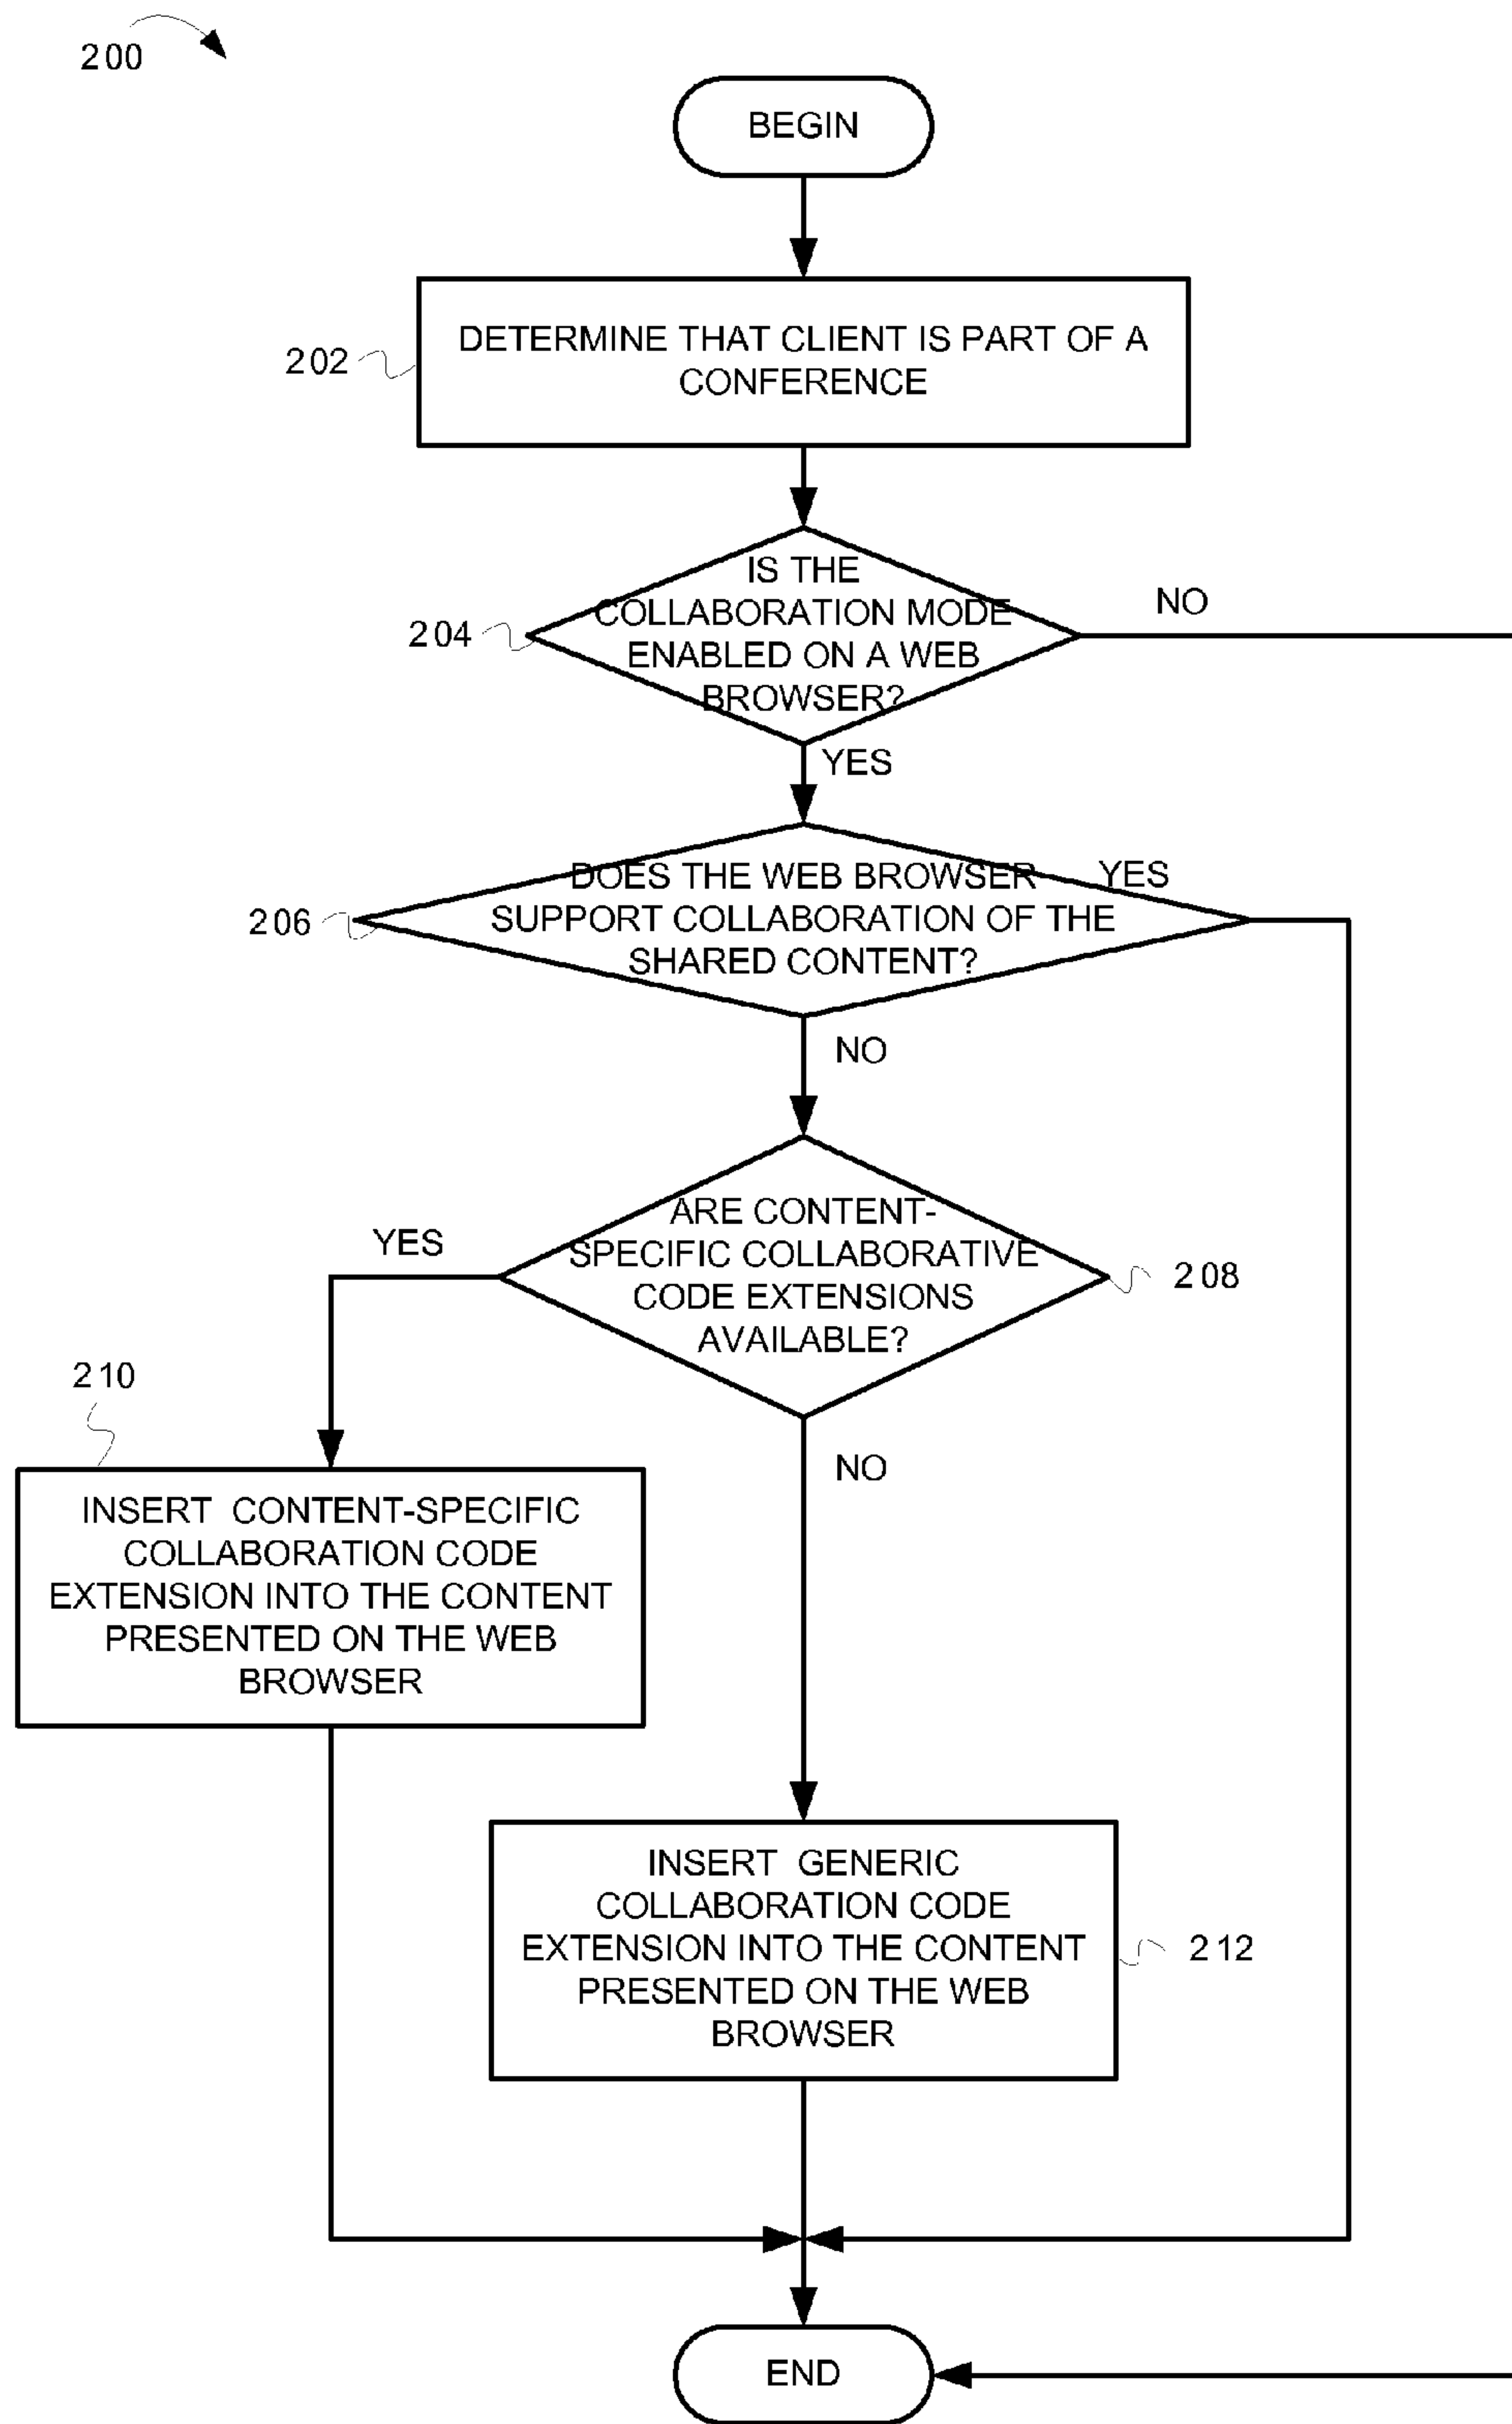 200
BEGIN
202
DETERMINE THAT CLIENT IS PART OF A
CONFERENCE
204
IS THE
COLLABORATION MODE
ENABLED ON A WEB
BROWSER?
NO
YES
206
DOES THE WEB BROWSER
SUPPORT COLLABORATION OF THE
SHARED CONTENT?
YES
NO
208
ARE CONTENT-
SPECIFIC COLLABORATIVE
CODE EXTENSIONS
AVAILABLE?
YES
NO
210
INSERT CONTENT-SPECIFIC
COLLABORATION CODE
EXTENSION INTO THE CONTENT
PRESENTED ON THE WEB
BROWSER
INSERT GENERIC
COLLABORATION CODE
EXTENSION INTO THE CONTENT
PRESENTED ON THE WEB
BROWSER
212
END